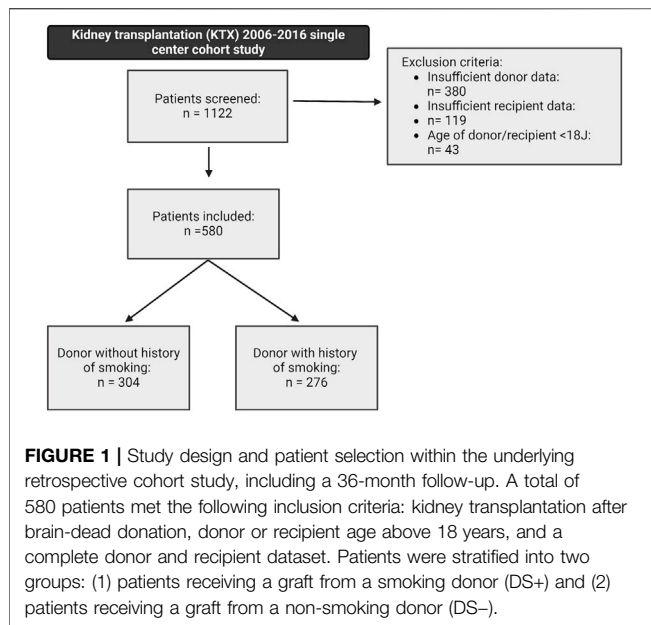 Kidney transplantation (KTX) 2006-2016 single
center cohort study
Patients screened:
n = 1122
Exclusion criteria:
• Insufficient donor data:
n= 380
• Insufficient recipient data:
• n= 119
• Age of donor/recipient <18J:
n= 43
Patients included:
n =580
Donor without history
of smoking:
n = 304
Donor with history
of smoking:
n = 276
FIGURE 1 | Study design and patient selection within the underlying
retrospective cohort study, including a 36-month follow-up. A total of
580 patients met the following inclusion criteria: kidney transplantation after
brain-dead donation, donor or recipient age above 18 years, and a
complete donor and recipient dataset. Patients were stratified into two
groups: (1) patients receiving a graft from a smoking donor (DS+) and (2)
patients receiving a graft from a non-smoking donor (DS−).